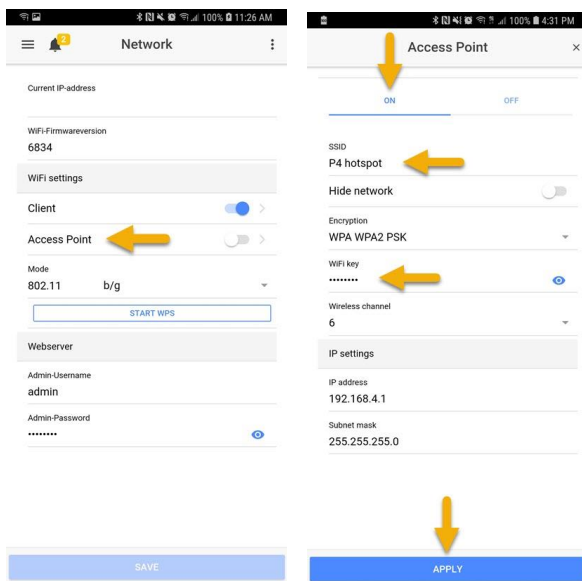 100% 11:26 AM
2
Network
Current IP-address
WiFi-Firmwareversion
6834
WiFi settings
Client
Access Point
Mode
802.11 b/g
START WPS
Webserver
Admin-Username
admin
Admin-Password
••••••••
SAVE
100% 4:31 PM
Access Point ×
ON OFF
SSID
P4 hotspot
Hide network
Encryption
WPA WPA2 PSK
WiFi key
••••••••
Wireless channel
6
IP settings
IP address
192.168.4.1
Subnet mask
255.255.255.0
APPLY